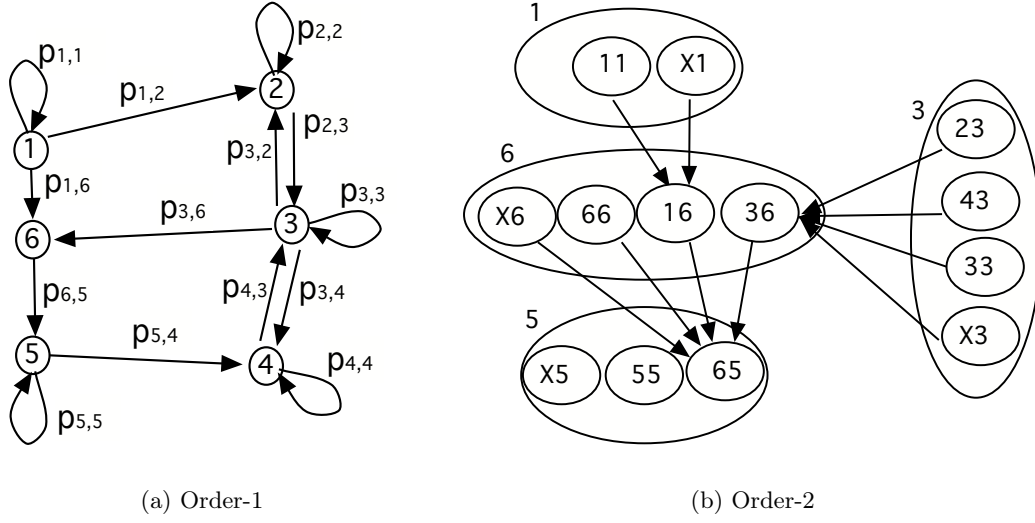 p1,1
p2,2
1
2
p1,2
p2,3
p3,2
p1,6
p3,6
p3,3
6
3
p6,5
p4,3
p3,4
p5,4
5
4
p4,4
p5,5
(a) Order-1
1
11
X1
6
X6
66
16
36
3
23
43
33
X3
5
X5
55
65
(b) Order-2